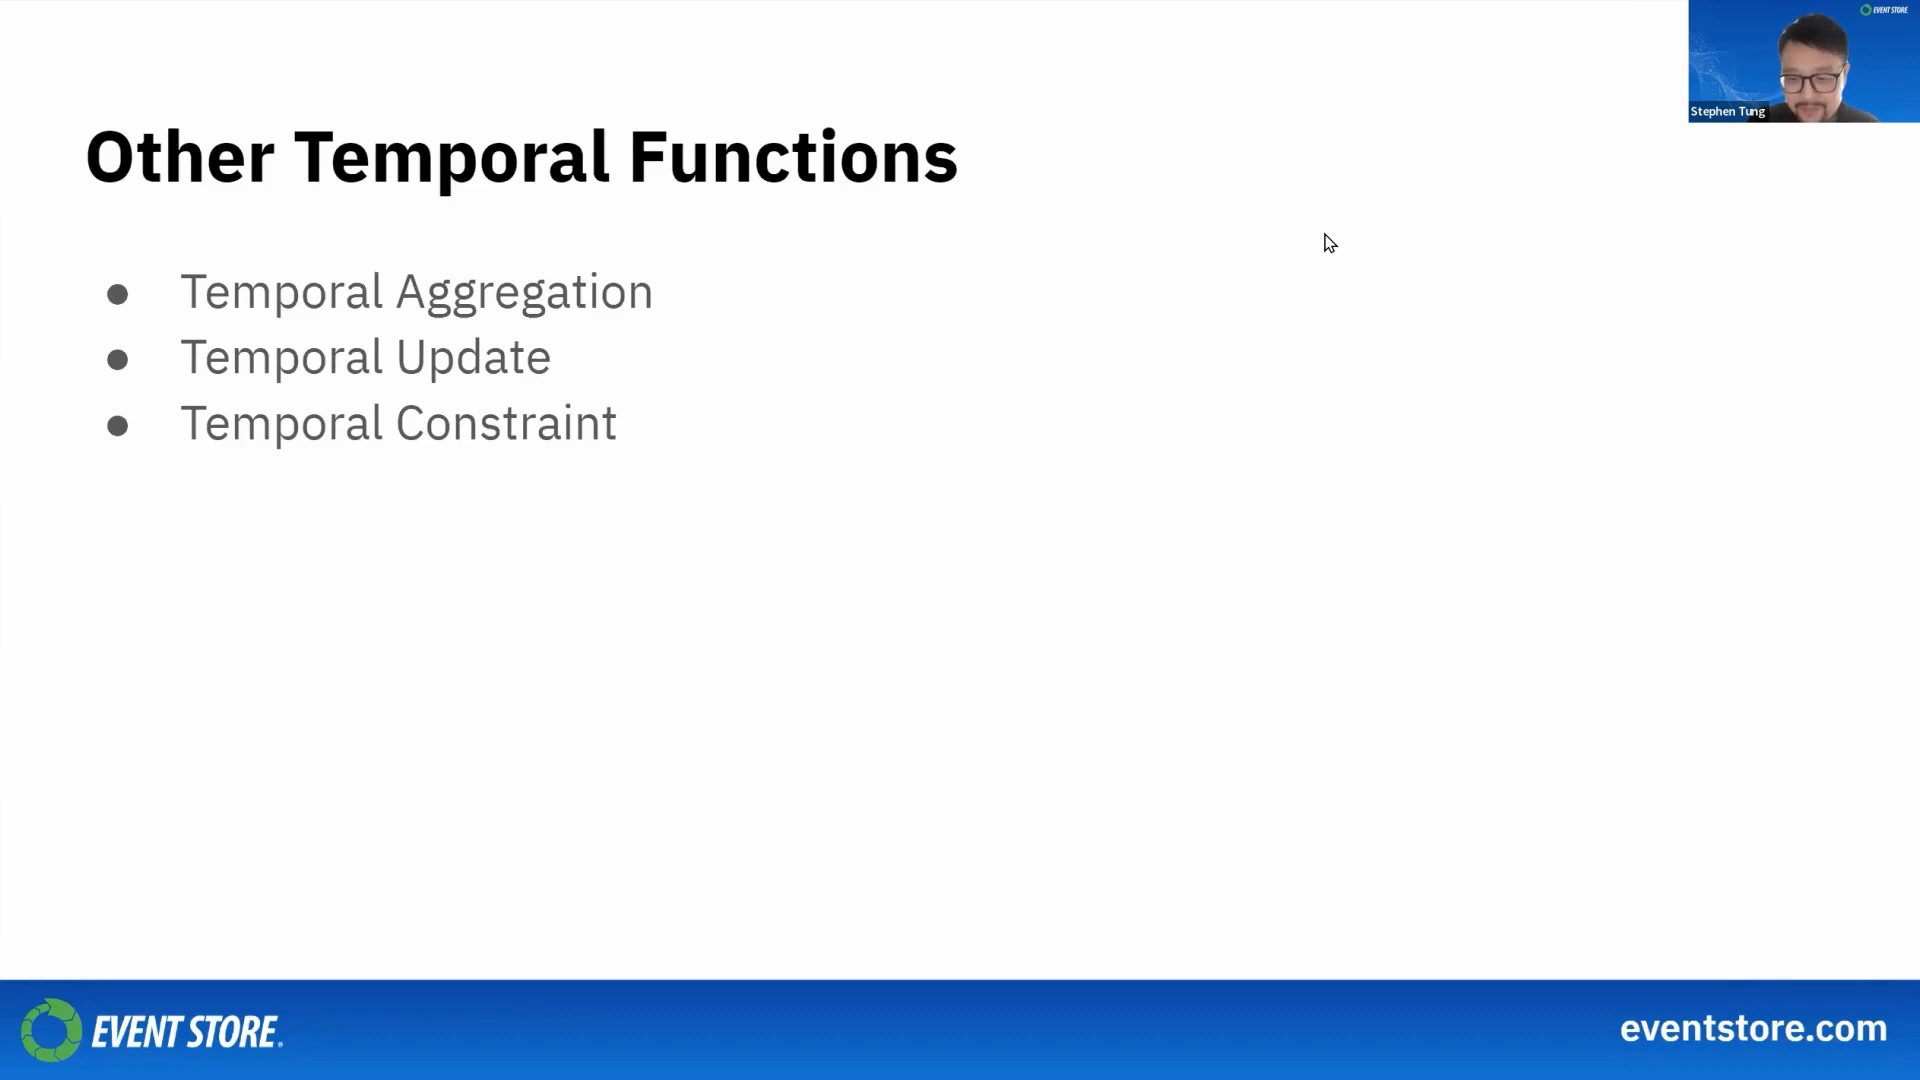 EVENT STORE
Stephen Tung
Other Temporal Functions
● Temporal Aggregation
● Temporal Update
● Temporal Constraint
EVENT STORE®
eventstore.com